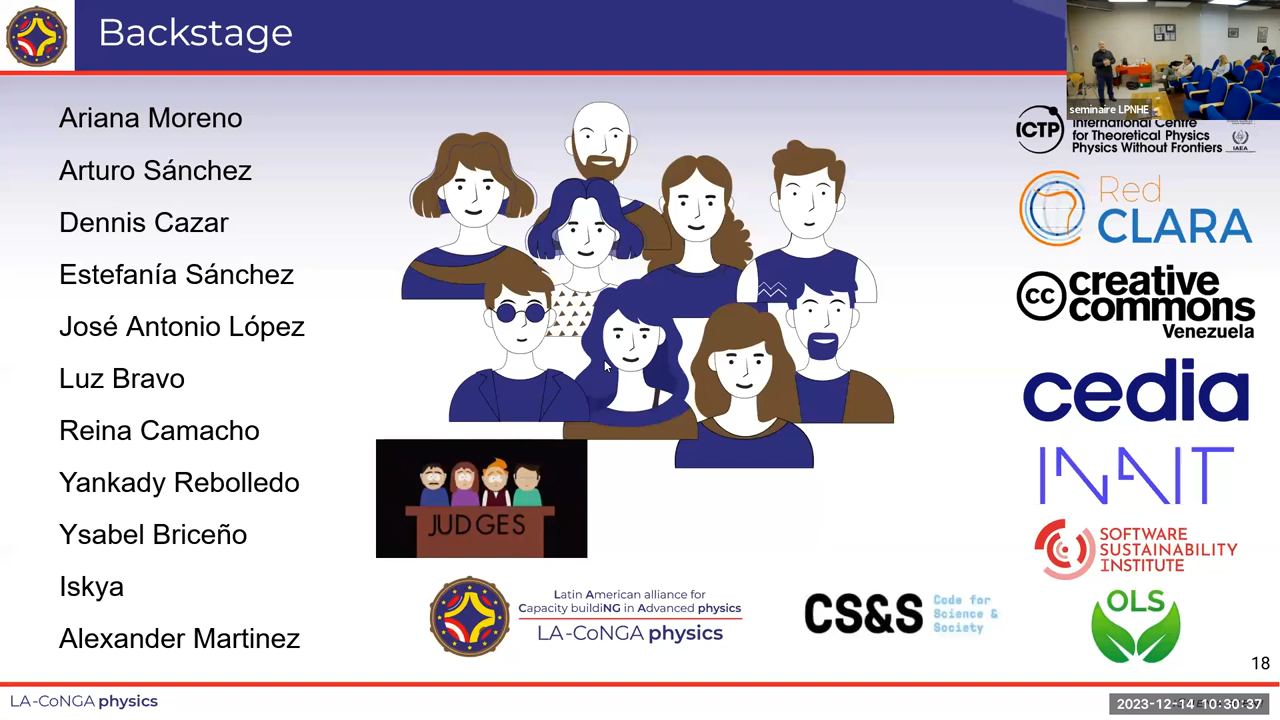 Backstage
Ariana Moreno
Arturo Sánchez
Dennis Cazar
Estefanía Sánchez
José Antonio López
Luz Bravo
Reina Camacho
Yankady Rebolledo
Ysabel Briceño
Iskya
Alexander Martinez
JUDGES
Latin American alliance for
Capacity buildiNG in Advanced physics
LA-CoNGA physics
CS&S
Code for
Science &
Society
seminaire LPNHE
ICTP
International Centre
for Theoretical Physics
Physics Without Frontiers
IAEA
Red
CLARA
cc creative
commons
Venezuela
cedia
INNIT
SOFTWARE
SUSTAINABILITY
INSTITUTE
OLS
18
LA-CoNGA physics
2023-12-14 10:30:37